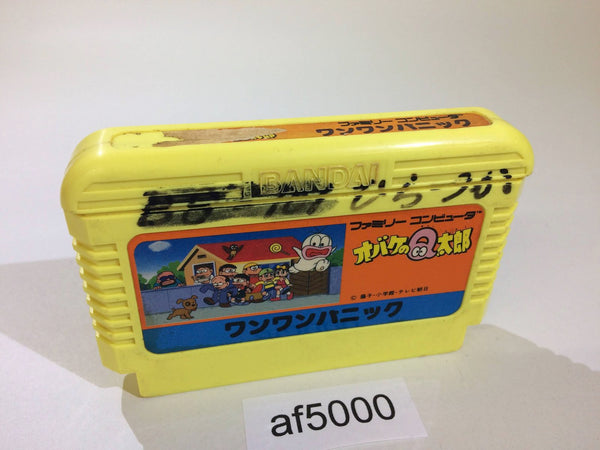 ファミリー コンピュータ
ワンワンパニック
BANDAI
ファミリー コンピュータ™
オバケのQ太郎
© 藤子・小学館・テレビ朝日
ワンワンパニック
af5000